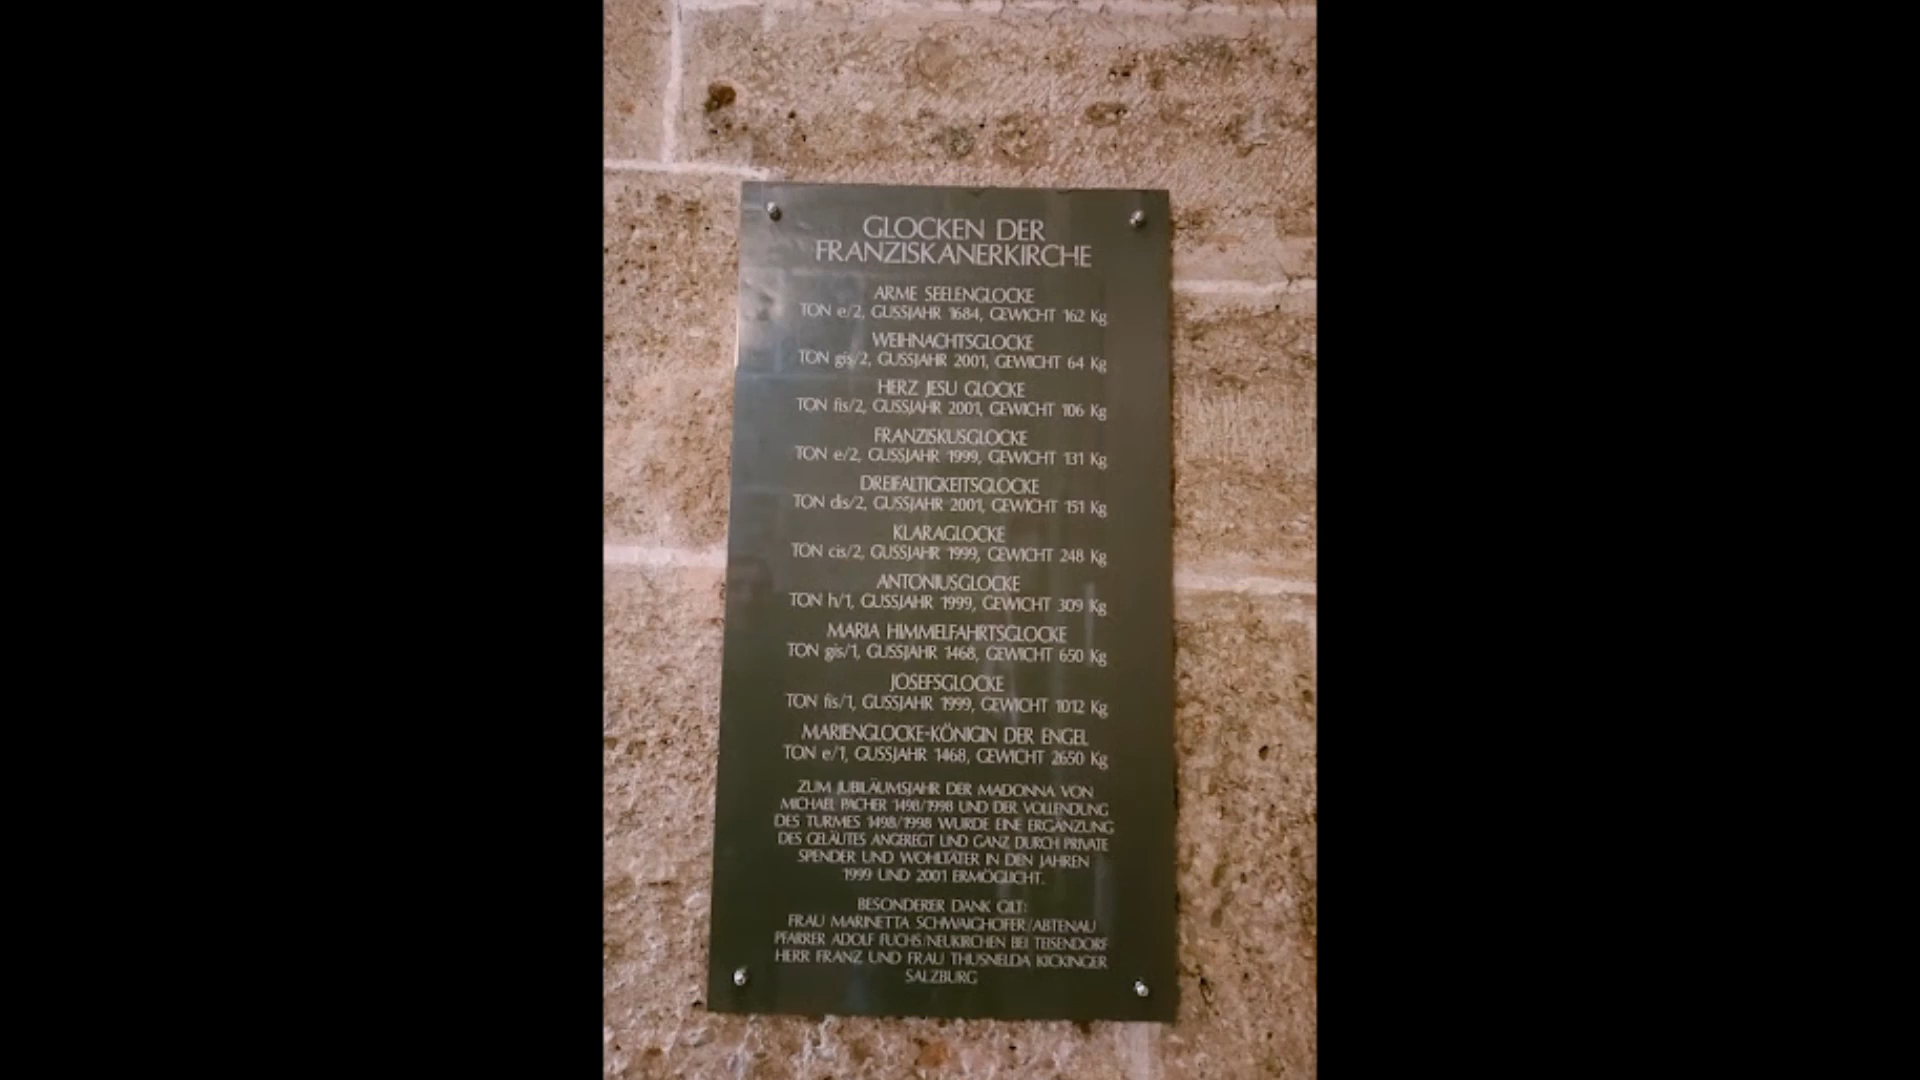 GLOCKEN DER
FRANZISKANERKIRCHE
ARME SEELENGLOCKE
TON e/2, GUSSJAHR 1684, GEWICHT 162 Kg
WEIHNACHTSGLOCKE
TON gis/2, GUSSJAHR 2001, GEWICHT 64 Kg
HERZ JESU GLOCKE
TON fis/2, GUSSJAHR 2001, GEWICHT 106 Kg
FRANZISKUSGLOCKE
TON e/2, GUSSJAHR 1999, GEWICHT 131 Kg
DREIFALTIGKEITSGLOCKE
TON dis/2, GUSSJAHR 2001, GEWICHT 151 Kg
KLARAGLOCKE
TON cis/2, GUSSJAHR 1999, GEWICHT 248 Kg
ANTONIUSGLOCKE
TON h/1, GUSSJAHR 1999, GEWICHT 309 Kg
MARIA HIMMELFAHRTSGLOCKE
TON gis/1, GUSSJAHR 1468, GEWICHT 650 Kg
JOSEFSGLOCKE
TON fis/1, GUSSJAHR 1999, GEWICHT 1012 Kg
MARIENGLOCKE-KÖNIGIN DER ENGEL
TON e/1, GUSSJAHR 1468, GEWICHT 2650 Kg
ZUM JUBILÄUMSJAHR DER MADONNA VON
MICHAEL PACHER 1498/1998 UND DER VOLLENDUNG
DES TURMES 1498/1998 WURDE EINE ERGÄNZUNG
DES GELÄUTES ANGEREGT UND GANZ DURCH PRIVATE
SPENDER UND WOHLTÄTER IN DEN JAHREN
1999 UND 2001 ERMÖGLICHT.
BESONDERER DANK GILT:
FRAU MARINETTA SCHWAIGHOFER/ABTENAU
PFARRER ADOLF FUCHS/NEUKIRCHEN BEI TEISENDORF
HERR FRANZ UND FRAU THUSNELDA KICKINGER
SALZBURG